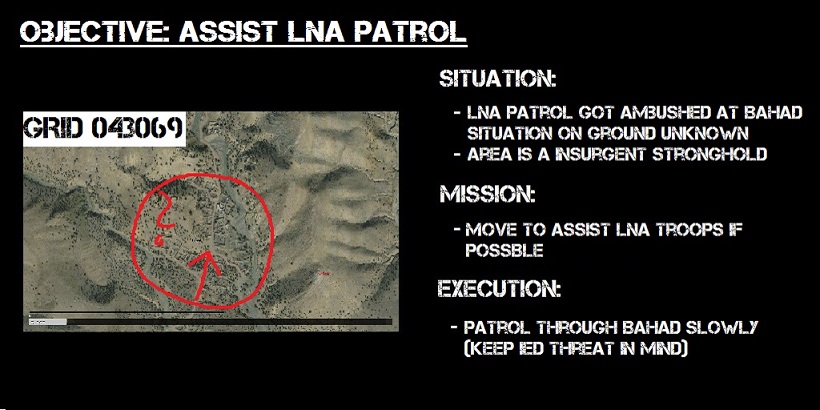 OBJECTIVE: ASSIST LNA PATROL
GRID 043069
SITUATION:
- LNA PATROL GOT AMBUSHED AT BAHAD
SITUATION ON GROUND UNKNOWN
- AREA IS A INSURGENT STRONGHOLD
MISSION:
- MOVE TO ASSIST LNA TROOPS IF
POSSBLE
EXECUTION:
- PATROL THROUGH BAHAD SLOWLY
(KEEP IED THREAT IN MIND)